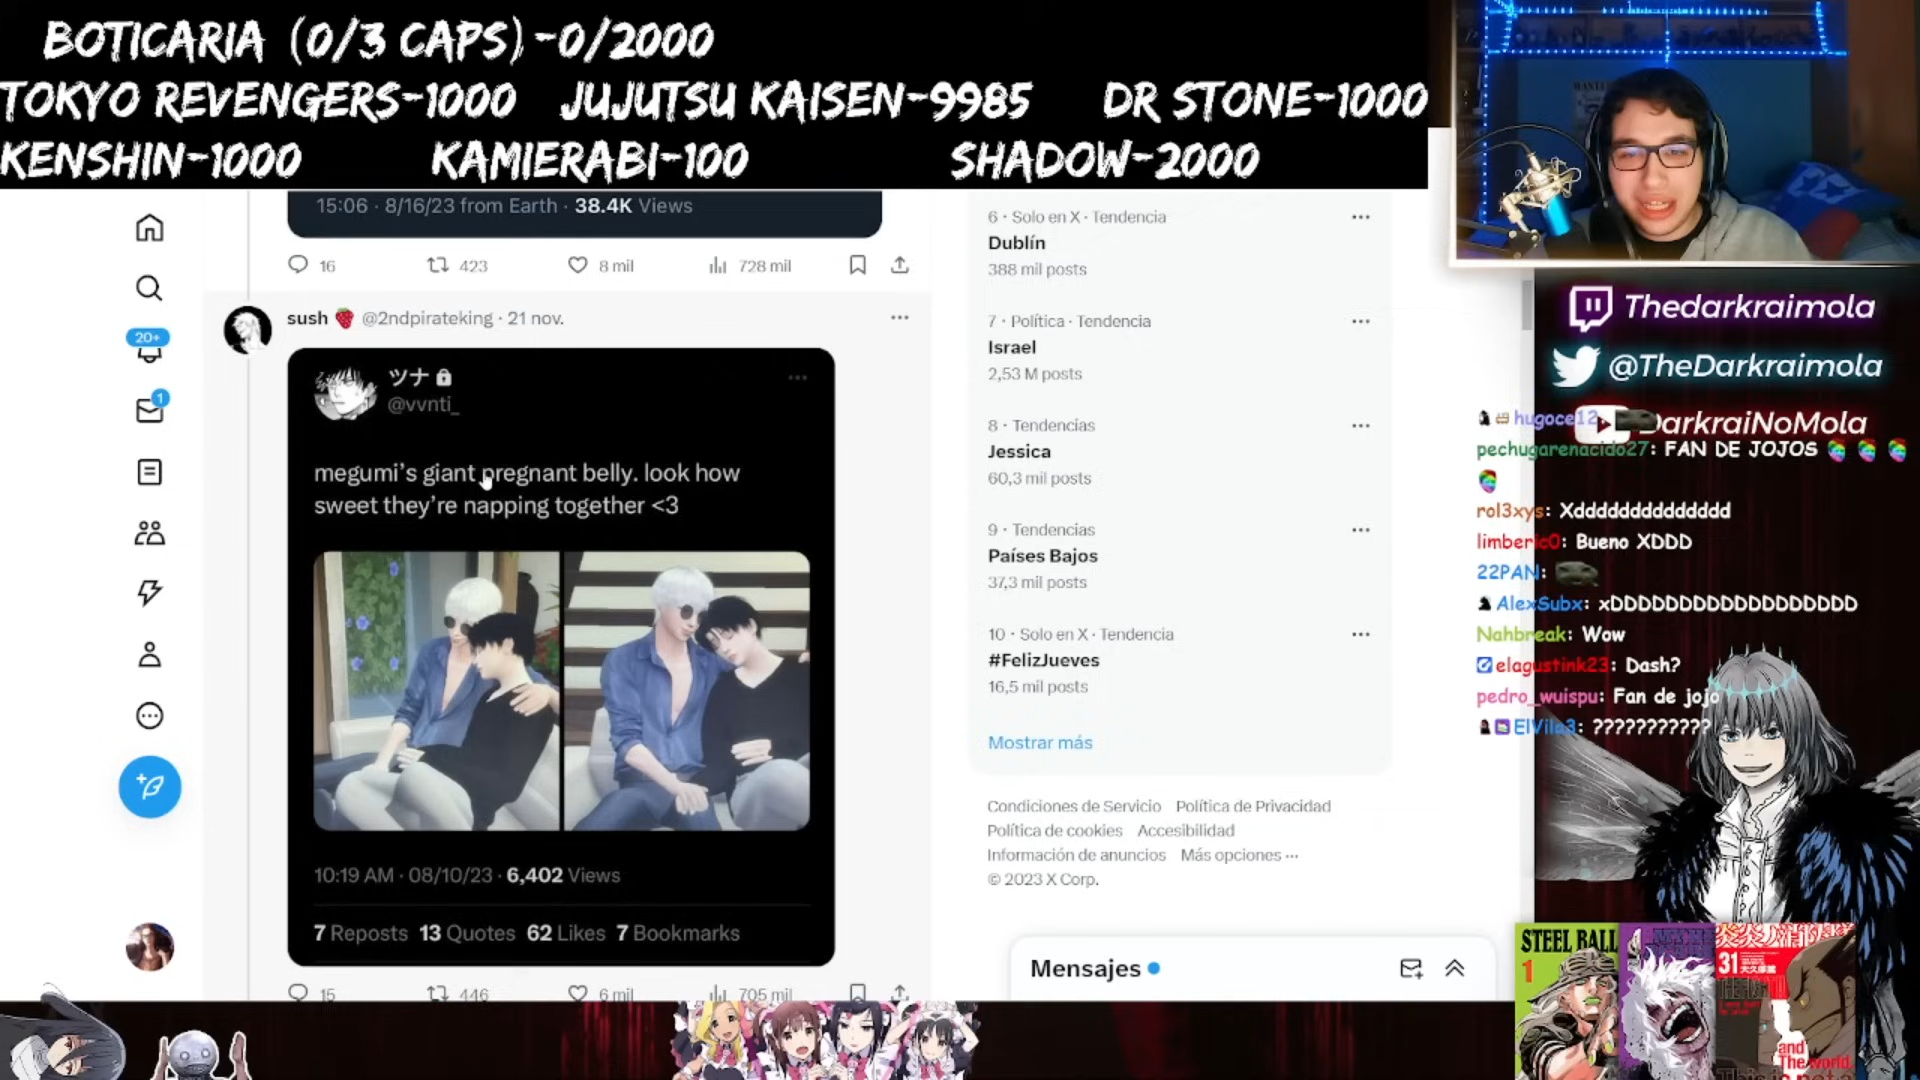 BOTICARIA (0/3 CAPS)-0/2000
TOKYO REVENGERS-1000 JUJUTSU KAISEN-9985 DR STONE-1000
KENSHIN-1000 KAMIERABI-100 SHADOW-2000
15:06 · 8/16/23 from Earth · 38.4K Views
16 423 8 mil 728 mil
sush 🍓 @2ndpirateking · 21 nov.
ツナ
@vvnti_
megumi's giant pregnant belly. look how
sweet they're napping together <3
10:19 AM · 08/10/23 · 6,402 Views
7 Reposts 13 Quotes 62 Likes 7 Bookmarks
15 446 6 mil 705 mil
20+
1
6 · Solo en X · Tendencia
Dublín
388 mil posts
7 · Política · Tendencia
Israel
2,53 M posts
8 · Tendencias
Jessica
60,3 mil posts
9 · Tendencias
Países Bajos
37,3 mil posts
10 · Solo en X · Tendencia
#FelizJueves
16,5 mil posts
Mostrar más
Condiciones de Servicio Política de Privacidad
Política de cookies Accesibilidad
Información de anuncios Más opciones ···
© 2023 X Corp.
Mensajes
Thedarkraimola
@TheDarkraimola
DarkraiNoMola
hugoce12
pechugarenacido27: FAN DE JOJOS
rol3xys: Xdddddddddddddd
limberic0: Bueno XDDD
22PAN:
AlexSubx: xDDDDDDDDDDDDDDDDDD
Nahbreak: Wow
elagustink23: Dash?
pedro_wuispu: Fan de jojo
ElVila3: ???????????
STEEL BALL
1
31
and
The world